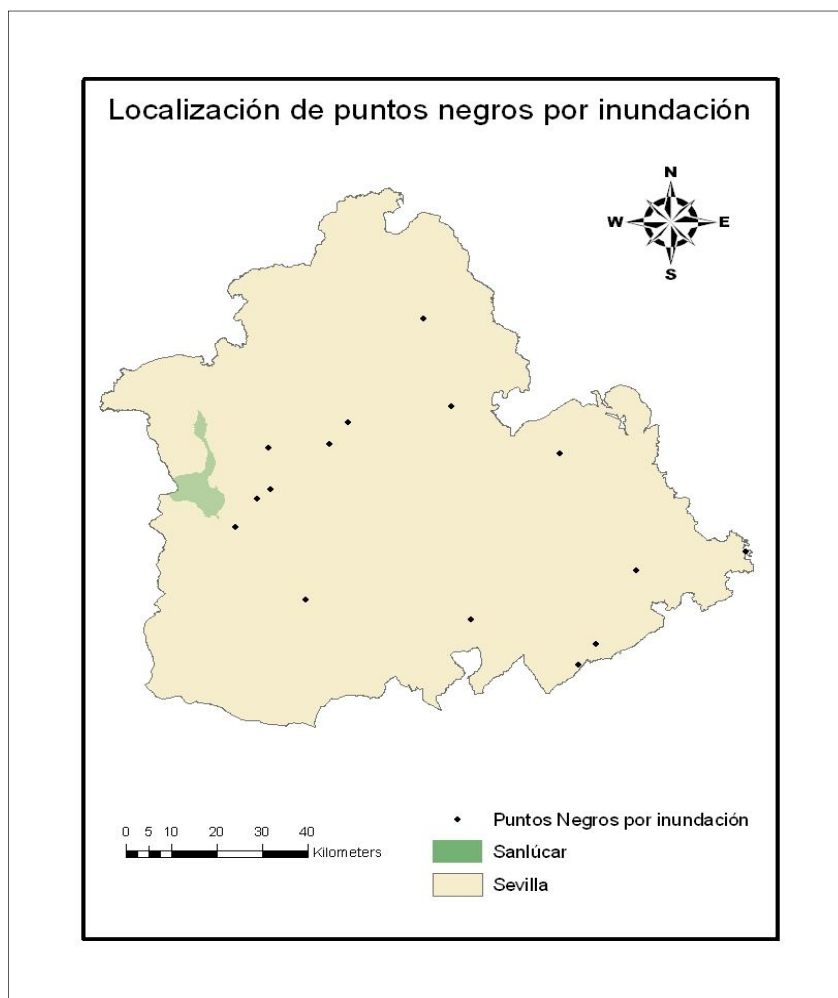 Localización de puntos negros por inundación
N
W E
S
0 5 10 20 30 40
Kilometers
Puntos Negros por inundación
Sanlúcar
Sevilla